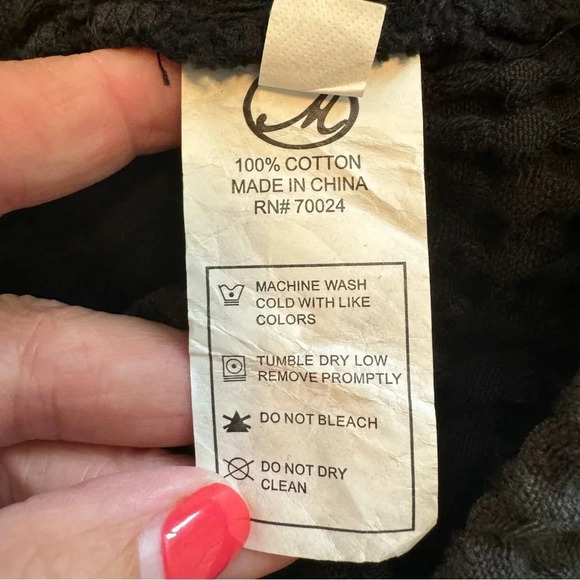 M
100% COTTON
MADE IN CHINA
RN# 70024
MACHINE WASH
COLD WITH LIKE
COLORS
TUMBLE DRY LOW
REMOVE PROMPTLY
DO NOT BLEACH
DO NOT DRY
CLEAN